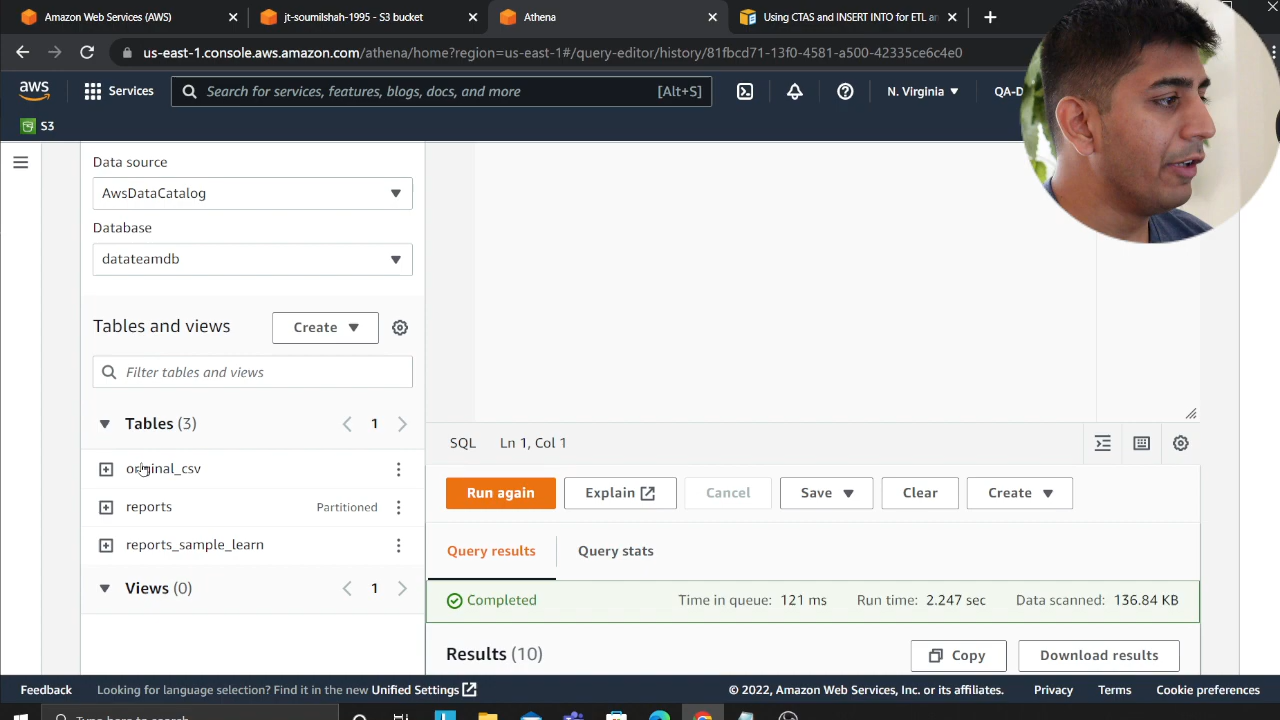 Amazon Web Services (AWS)
jt-soumilshah-1995 - S3 bucket
Athena
Using CTAS and INSERT INTO for ETL an
us-east-1.console.aws.amazon.com/athena/home?region=us-east-1#/query-editor/history/81fbcd71-13f0-4581-a500-42335ce6c4e0
aws
Services
Search for services, features, blogs, docs, and more
[Alt+S]
N. Virginia
QA-D
S3
Data source
AwsDataCatalog
Database
datateamdb
Tables and views
Create
Filter tables and views
Tables (3)
1
original_csv
reports
Partitioned
reports_sample_learn
Views (0)
1
SQL
Ln 1, Col 1
Run again
Explain
Cancel
Save
Clear
Create
Query results
Query stats
Completed
Time in queue: 121 ms
Run time: 2.247 sec
Data scanned: 136.84 KB
Results (10)
Copy
Download results
Feedback
Looking for language selection? Find it in the new Unified Settings
© 2022, Amazon Web Services, Inc. or its affiliates.
Privacy
Terms
Cookie preferences
Type here to search